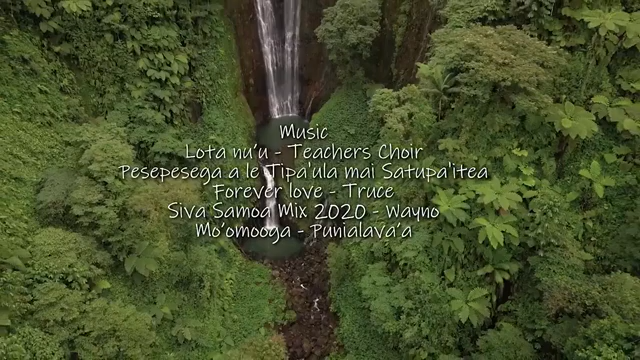 Music
Lota nu'u - Teachers Choir
Pesepesega a le Tipa'ula mai Satupa'itea
Forever love - Truce
Siva Samoa Mix 2020 - Wayno
Mo'omooga - Punialava'a